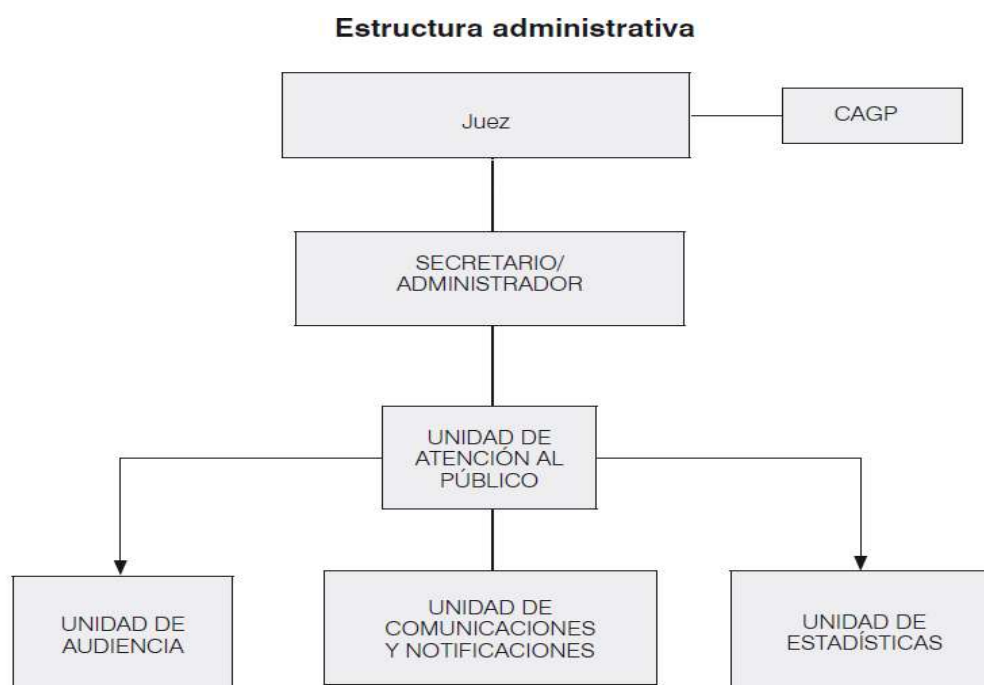 Estructura administrativa
Juez
CAGP
SECRETARIO/
ADMINISTRADOR
UNIDAD DE
ATENCIÓN AL
PÚBLICO
UNIDAD DE
AUDIENCIA
UNIDAD DE
COMUNICACIONES
Y NOTIFICACIONES
UNIDAD DE
ESTADÍSTICAS